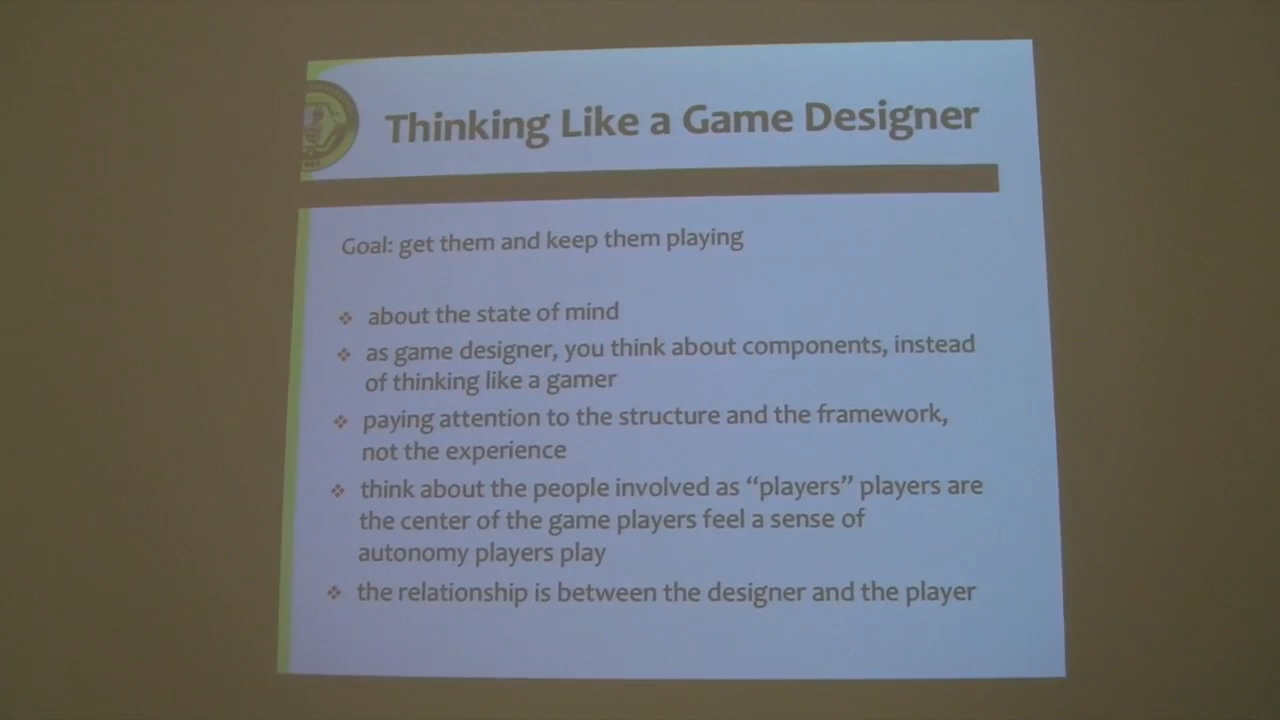 Thinking Like a Game Designer
Goal: get them and keep them playing
❖ about the state of mind
❖ as game designer, you think about components, instead
of thinking like a gamer
❖ paying attention to the structure and the framework,
not the experience
❖ think about the people involved as “players” players are
the center of the game players feel a sense of
autonomy players play
❖ the relationship is between the designer and the player